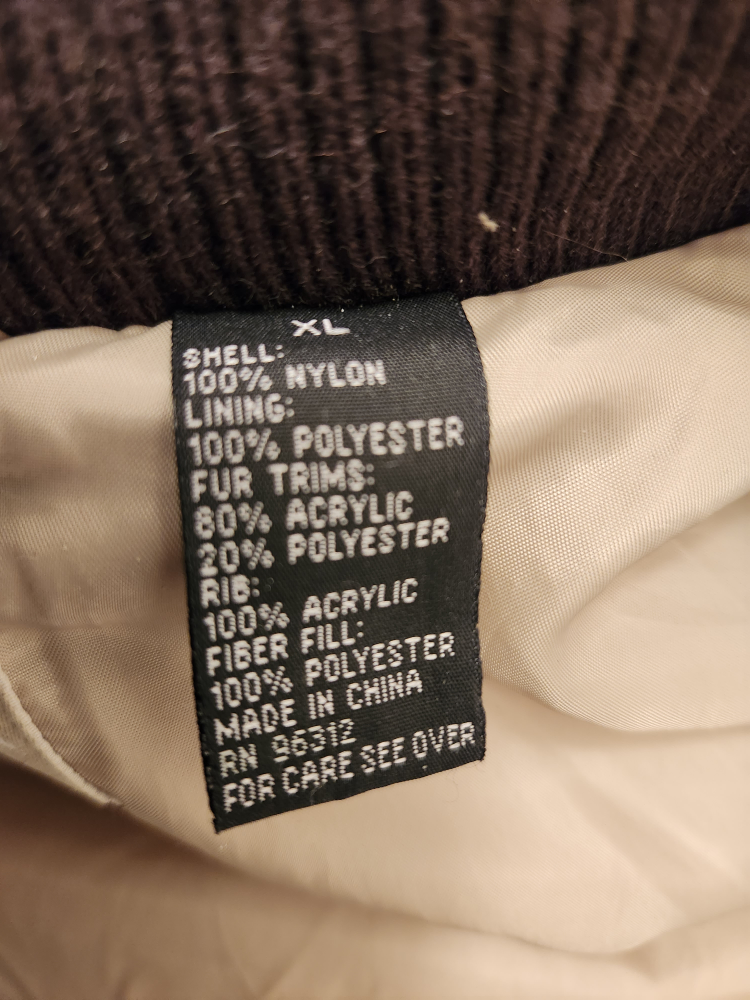 XL
SHELL:
100% NYLON
LINING:
100% POLYESTER
FUR TRIMS:
80% ACRYLIC
20% POLYESTER
RIB:
100% ACRYLIC
FIBER FILL:
100% POLYESTER
MADE IN CHINA
RN 96312
FOR CARE SEE OVER